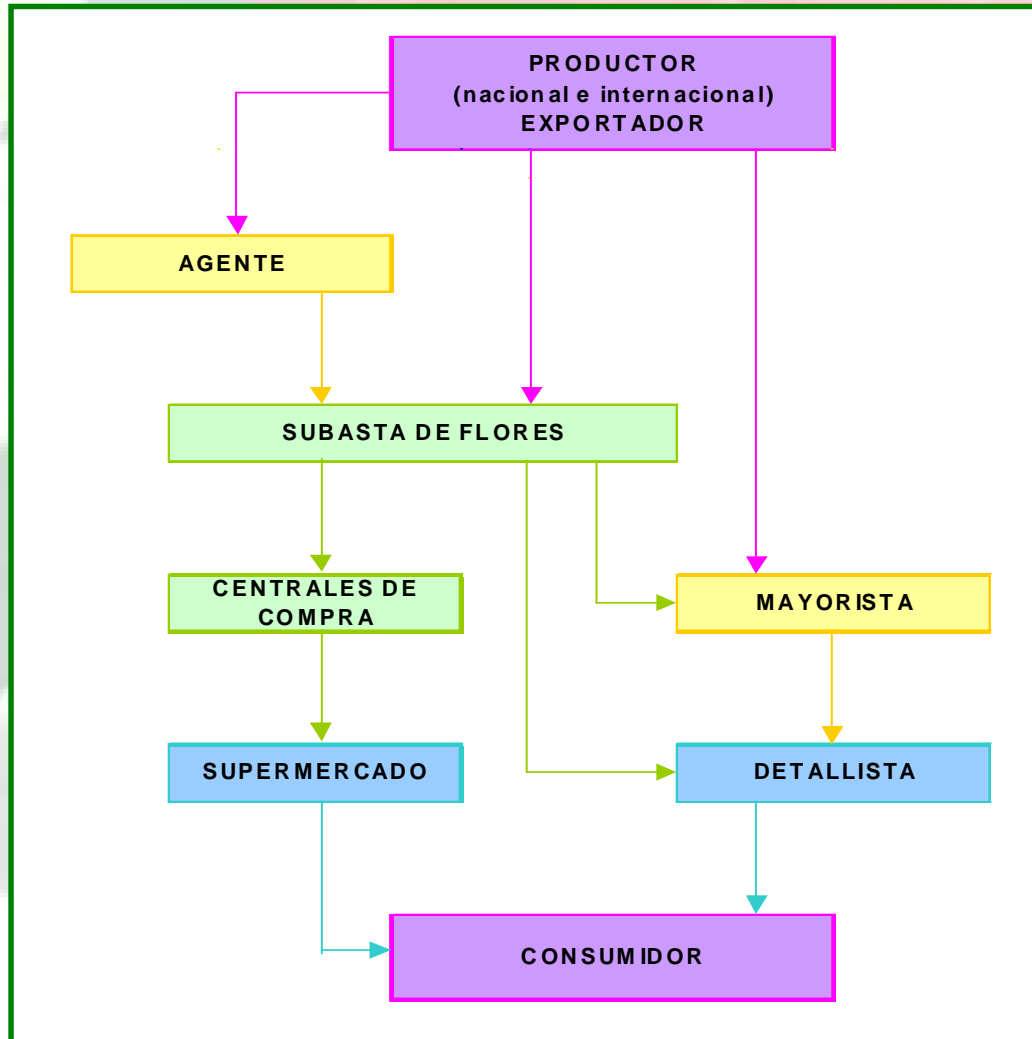 PRODUCTOR
(nacional e internacional)
EXPORTADOR
AGENTE
SUBASTA DE FLORES
CENTRALES DE
COMPRA
MAYORISTA
SUPERMERCADO
DETALLISTA
CONSUMIDOR